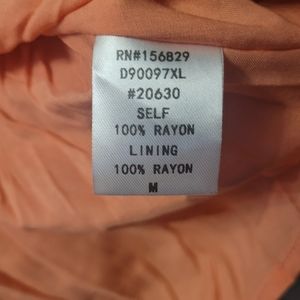 RN#156829
D90097XL
#20630
SELF
100% RAYON
LINING
100% RAYON
M